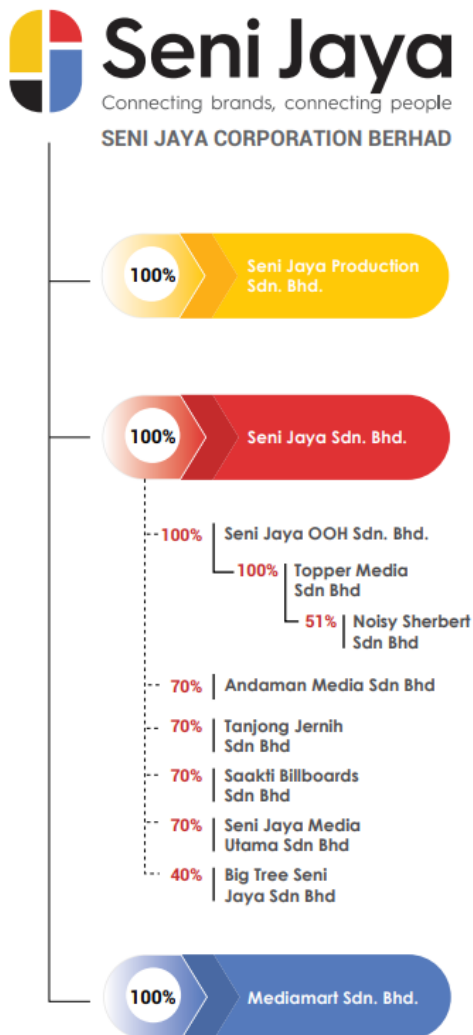 Seni Jaya
Connecting brands, connecting people
SENI JAYA CORPORATION BERHAD
100%
Seni Jaya Production
Sdn. Bhd.
100%
Seni Jaya Sdn. Bhd.
100%
Seni Jaya OOH Sdn. Bhd.
100%
Topper Media
Sdn Bhd
51%
Noisy Sherbert
Sdn Bhd
70%
Andaman Media Sdn Bhd
70%
Tanjong Jernih
Sdn Bhd
70%
Saakti Billboards
Sdn Bhd
70%
Seni Jaya Media
Utama Sdn Bhd
40%
Big Tree Seni
Jaya Sdn Bhd
100%
Mediamart Sdn. Bhd.